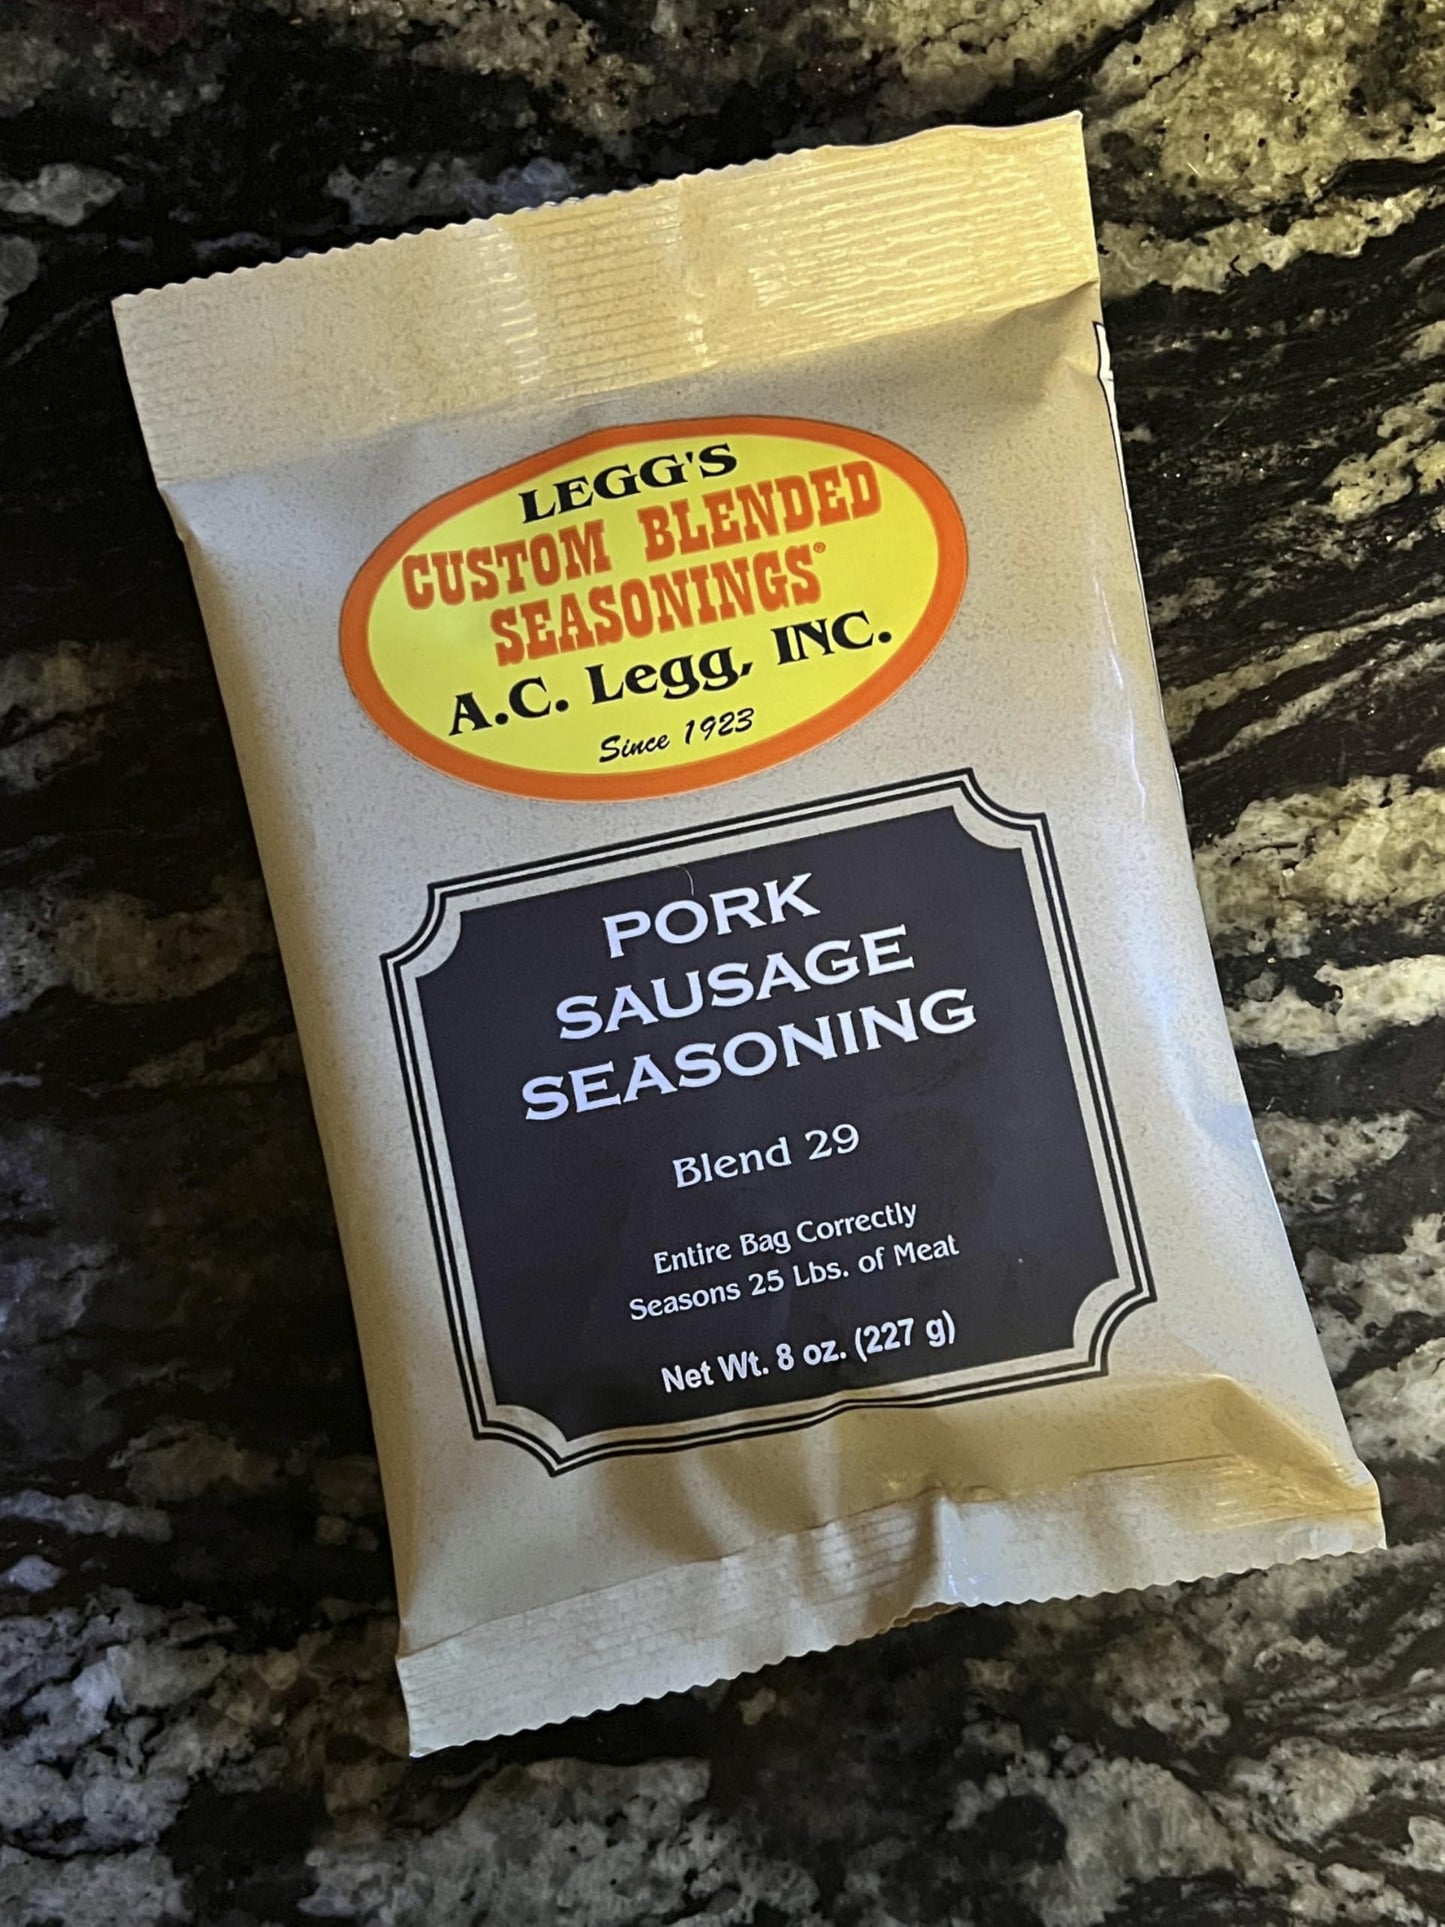 LEGG'S
CUSTOM BLENDED
SEASONINGS®
A.C. Legg, INC.
Since 1923
PORK
SAUSAGE
SEASONING
Blend 29
Entire Bag Correctly
Seasons 25 Lbs. of Meat
Net Wt. 8 oz. (227 g)